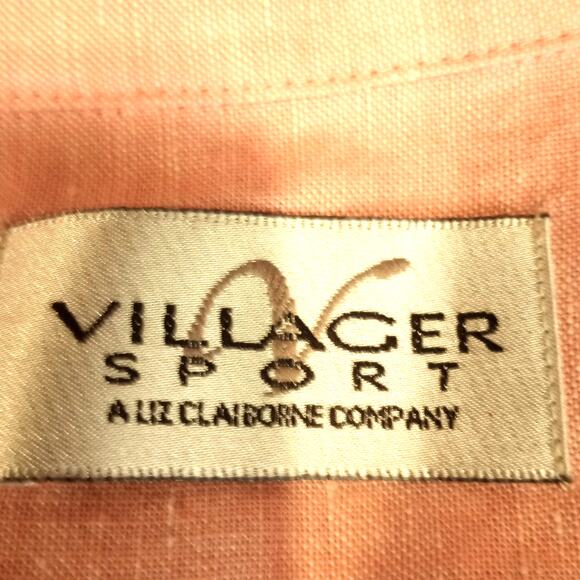 VILLAGER
SPORT
A LIZ CLAIBORNE COMPANY